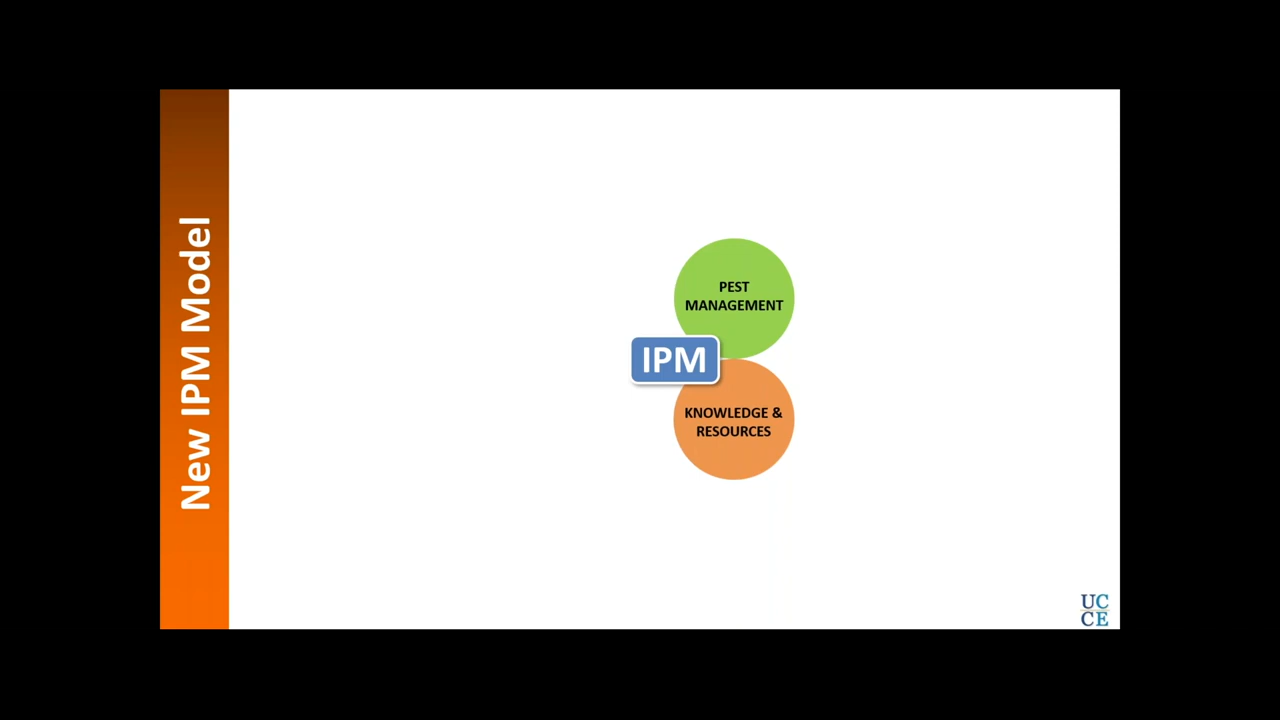 New IPM Model
PEST
MANAGEMENT
IPM
KNOWLEDGE &
RESOURCES
UC
CE